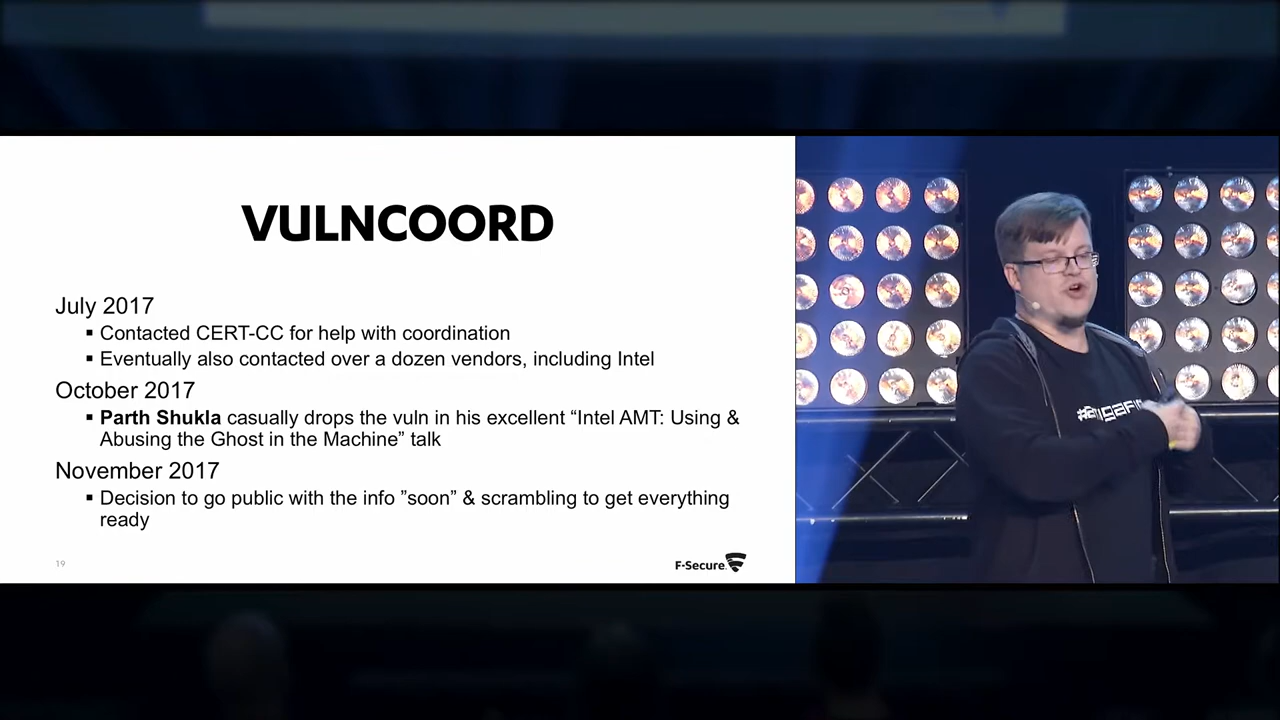 VULNCOORD
July 2017
▪ Contacted CERT-CC for help with coordination
▪ Eventually also contacted over a dozen vendors, including Intel
October 2017
▪ Parth Shukla casually drops the vuln in his excellent “Intel AMT: Using &
Abusing the Ghost in the Machine” talk
November 2017
▪ Decision to go public with the info ”soon” & scrambling to get everything
ready
19
F-Secure.